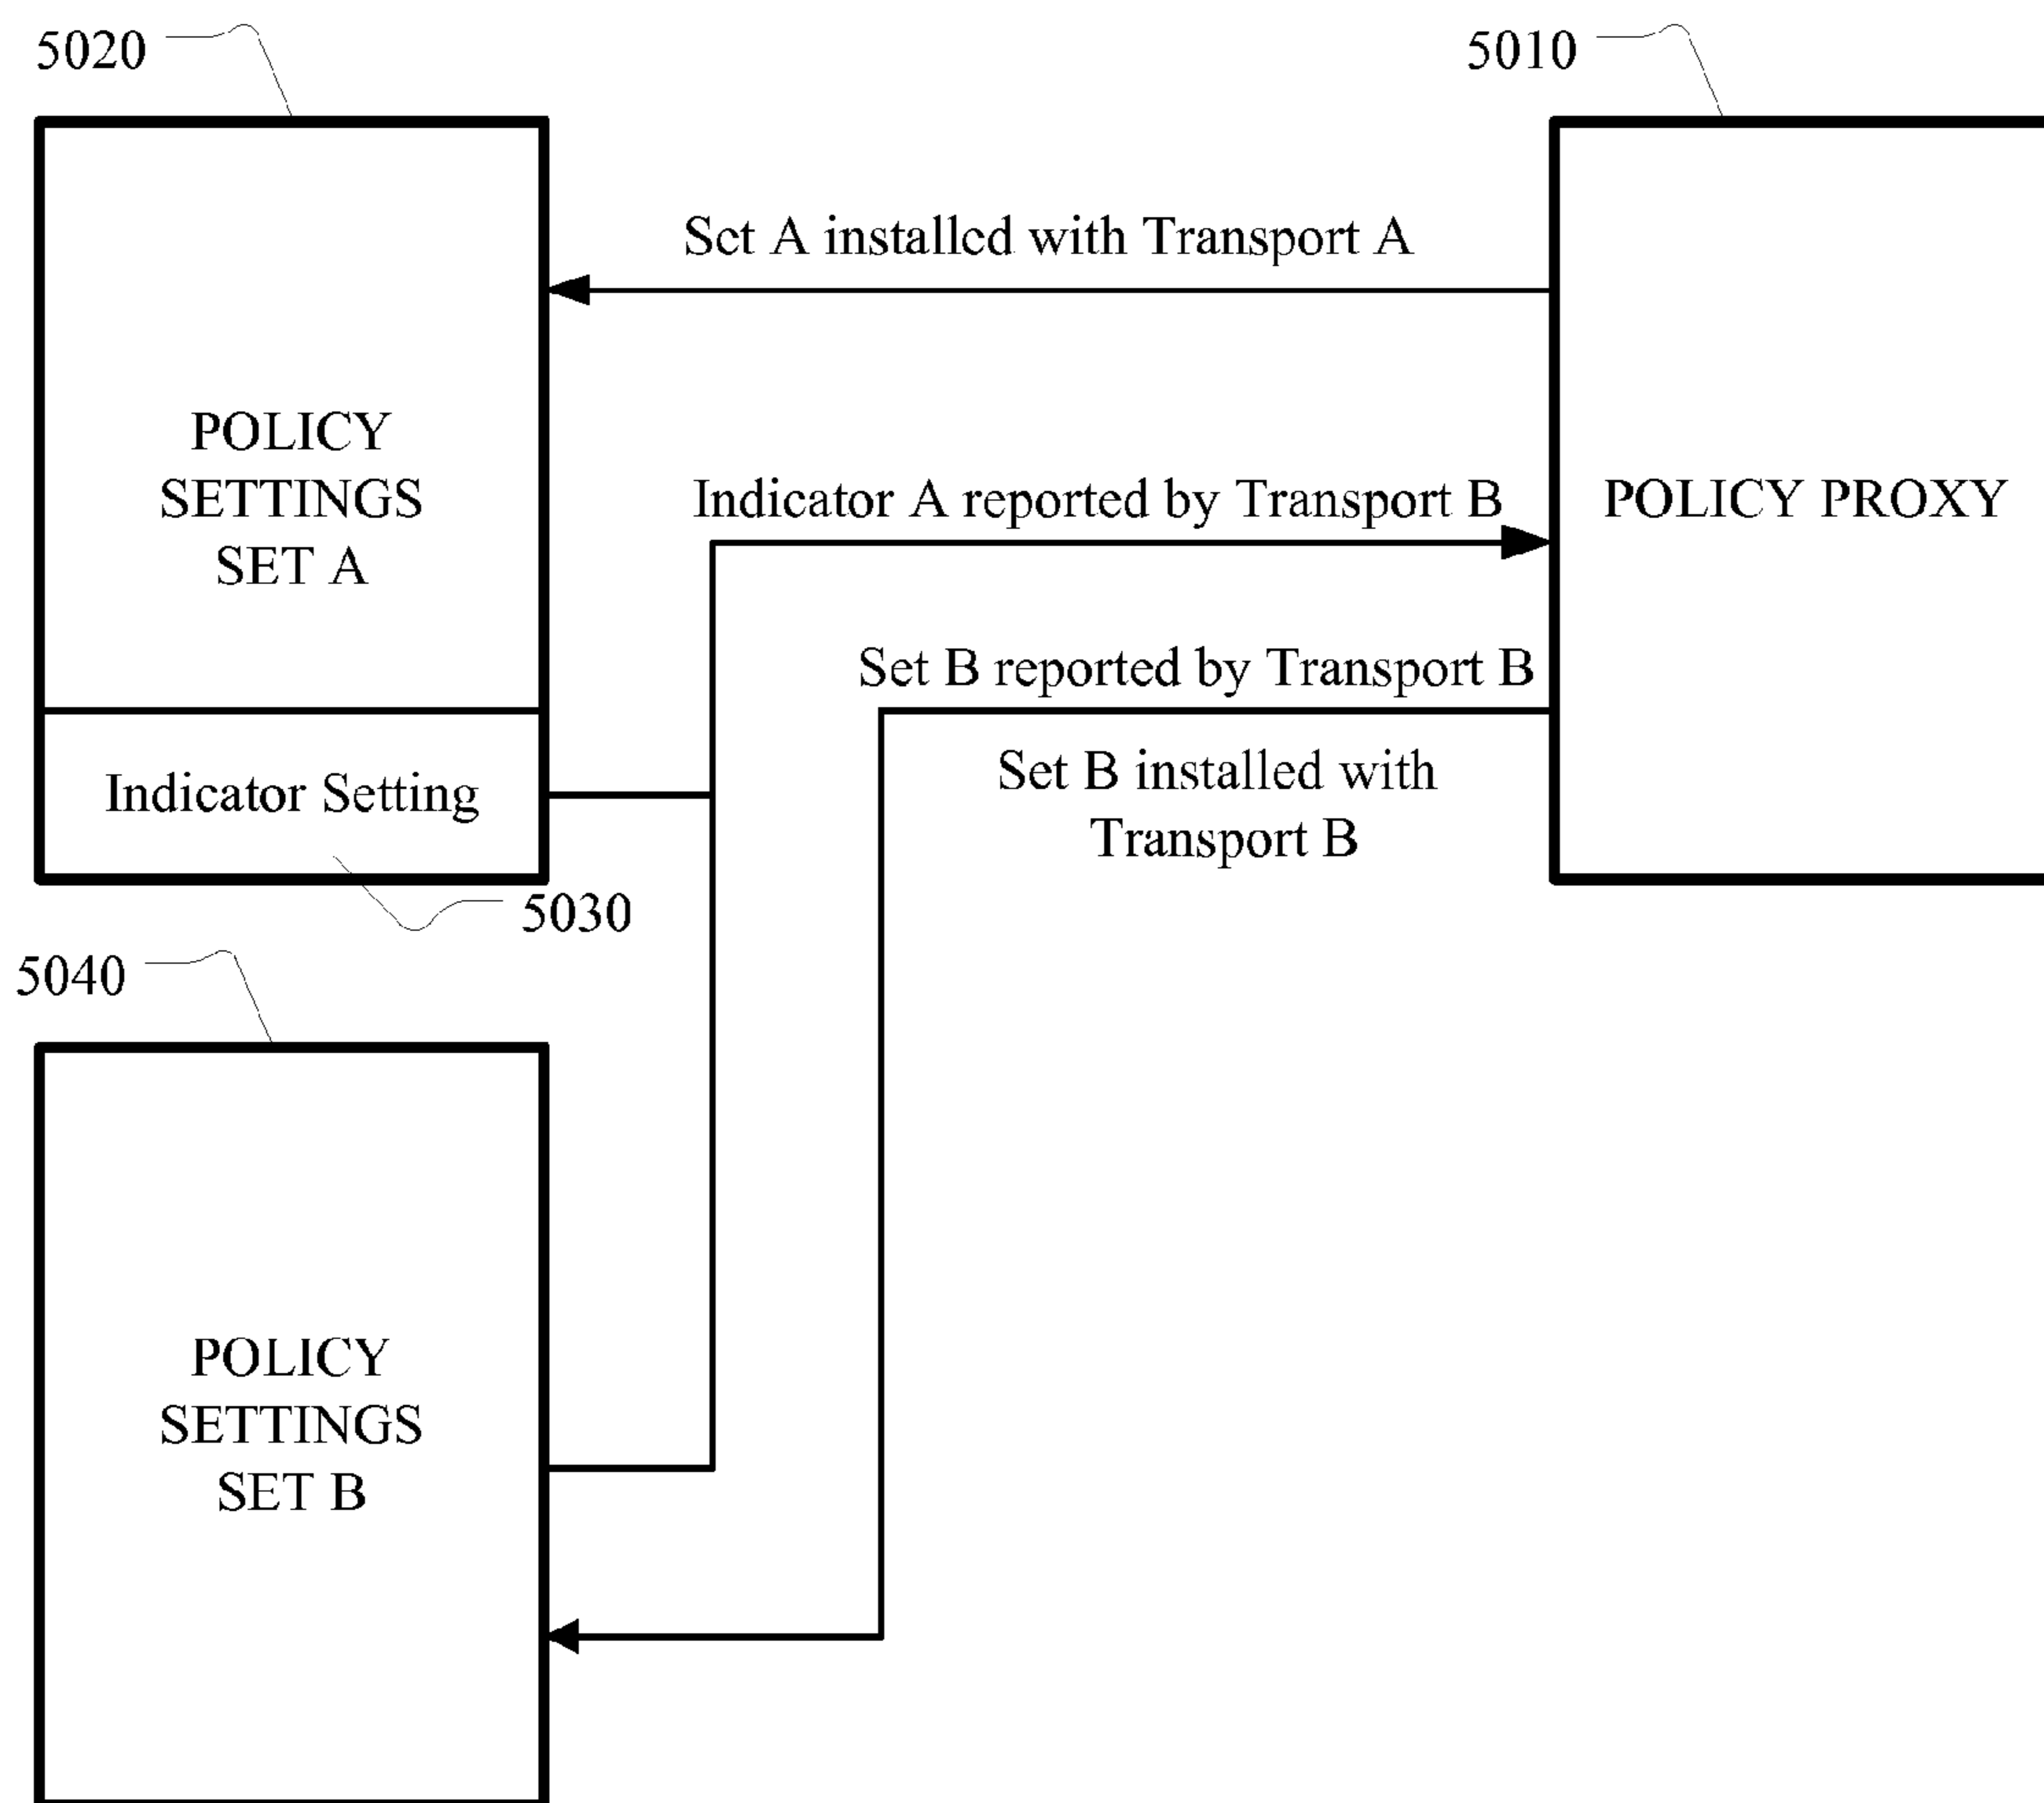 5020
5010
Set A installed with Transport A
POLICY
SETTINGS
SET A
Indicator A reported by Transport B
POLICY PROXY
Set B reported by Transport B
Set B installed with
Transport B
Indicator Setting
5030
5040
POLICY
SETTINGS
SET B